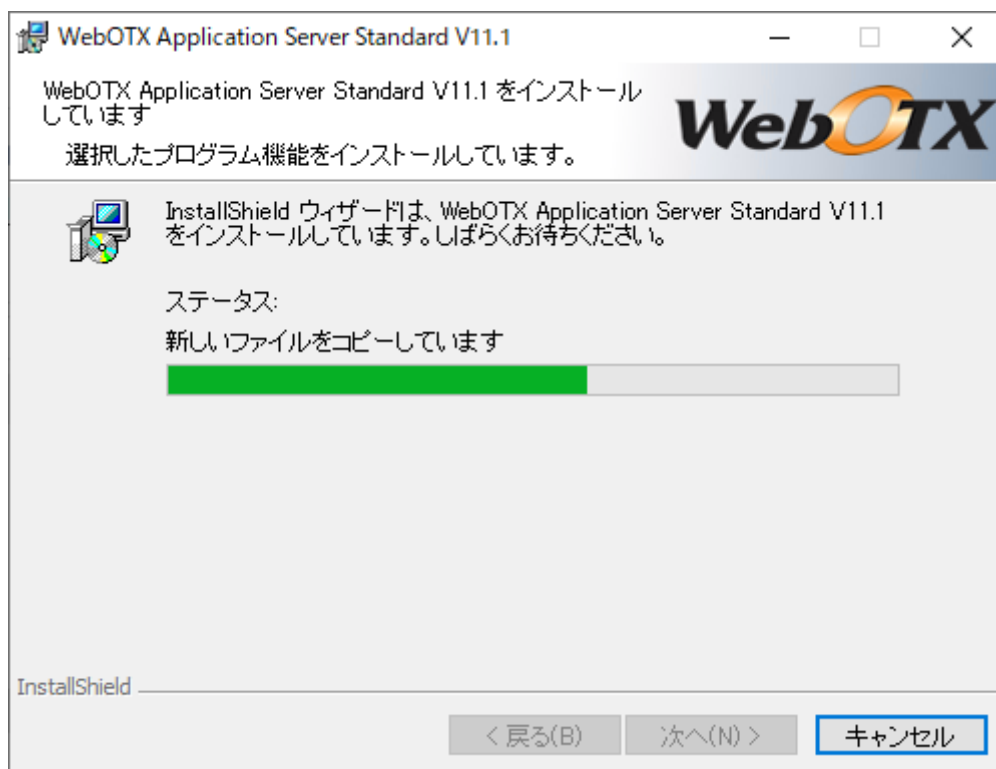 WebOTX Application Server Standard V11.1
WebOTX Application Server Standard V11.1 をインストール
しています
選択したプログラム機能をインストールしています。
WebOTX
InstallShield ウィザードは、WebOTX Application Server Standard V11.1
をインストールしています。しばらくお待ちください。
ステータス:
新しいファイルをコピーしています
InstallShield
< 戻る(B)
次へ(N) >
キャンセル